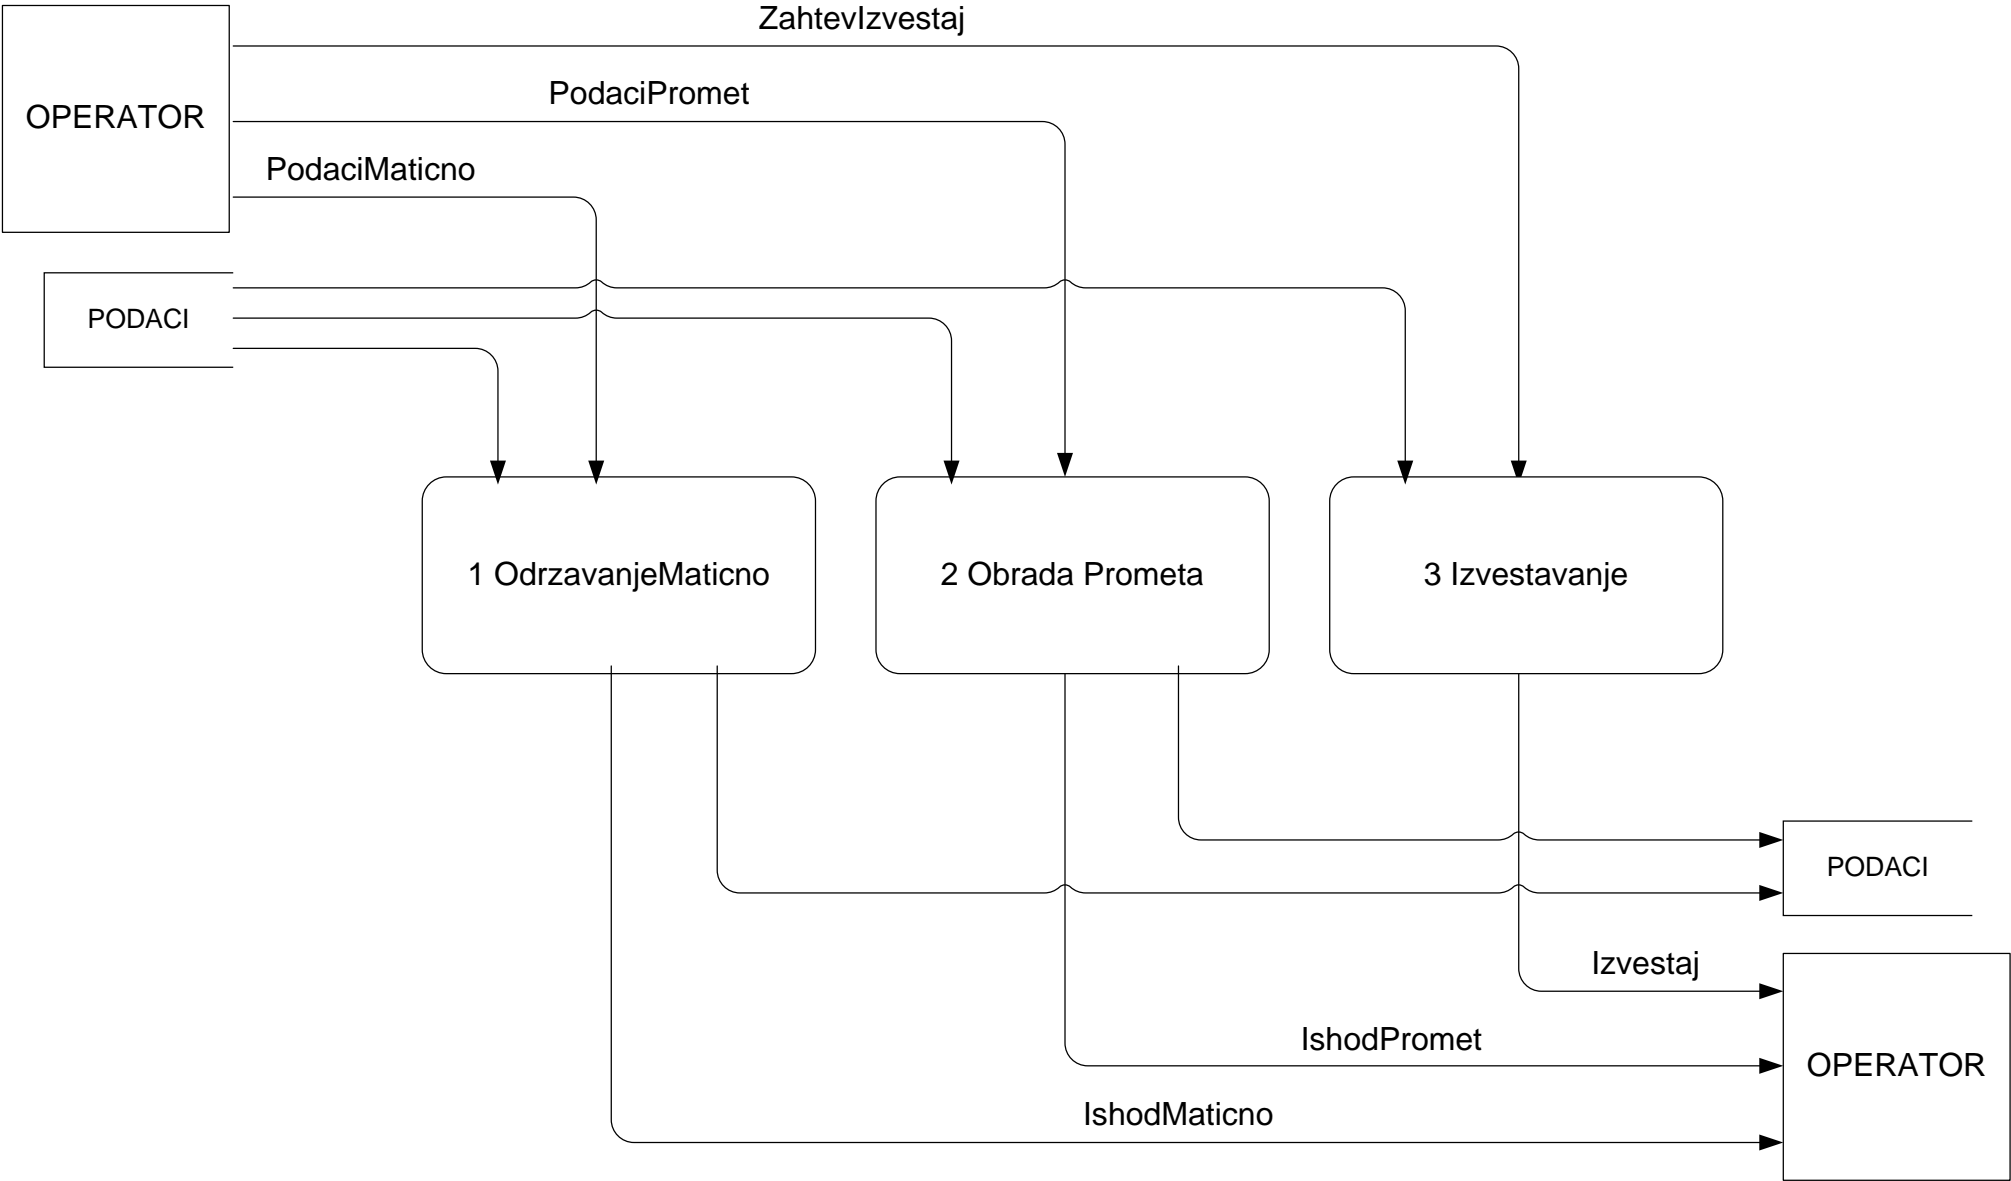 ZahtevIzvestaj
PodaciPromet
OPERATOR
PodaciMaticno
PODACI
1 OdrzavanjeMaticno
2 Obrada Prometa
3 Izvestavanje
PODACI
Izvestaj
IshodPromet
OPERATOR
IshodMaticno